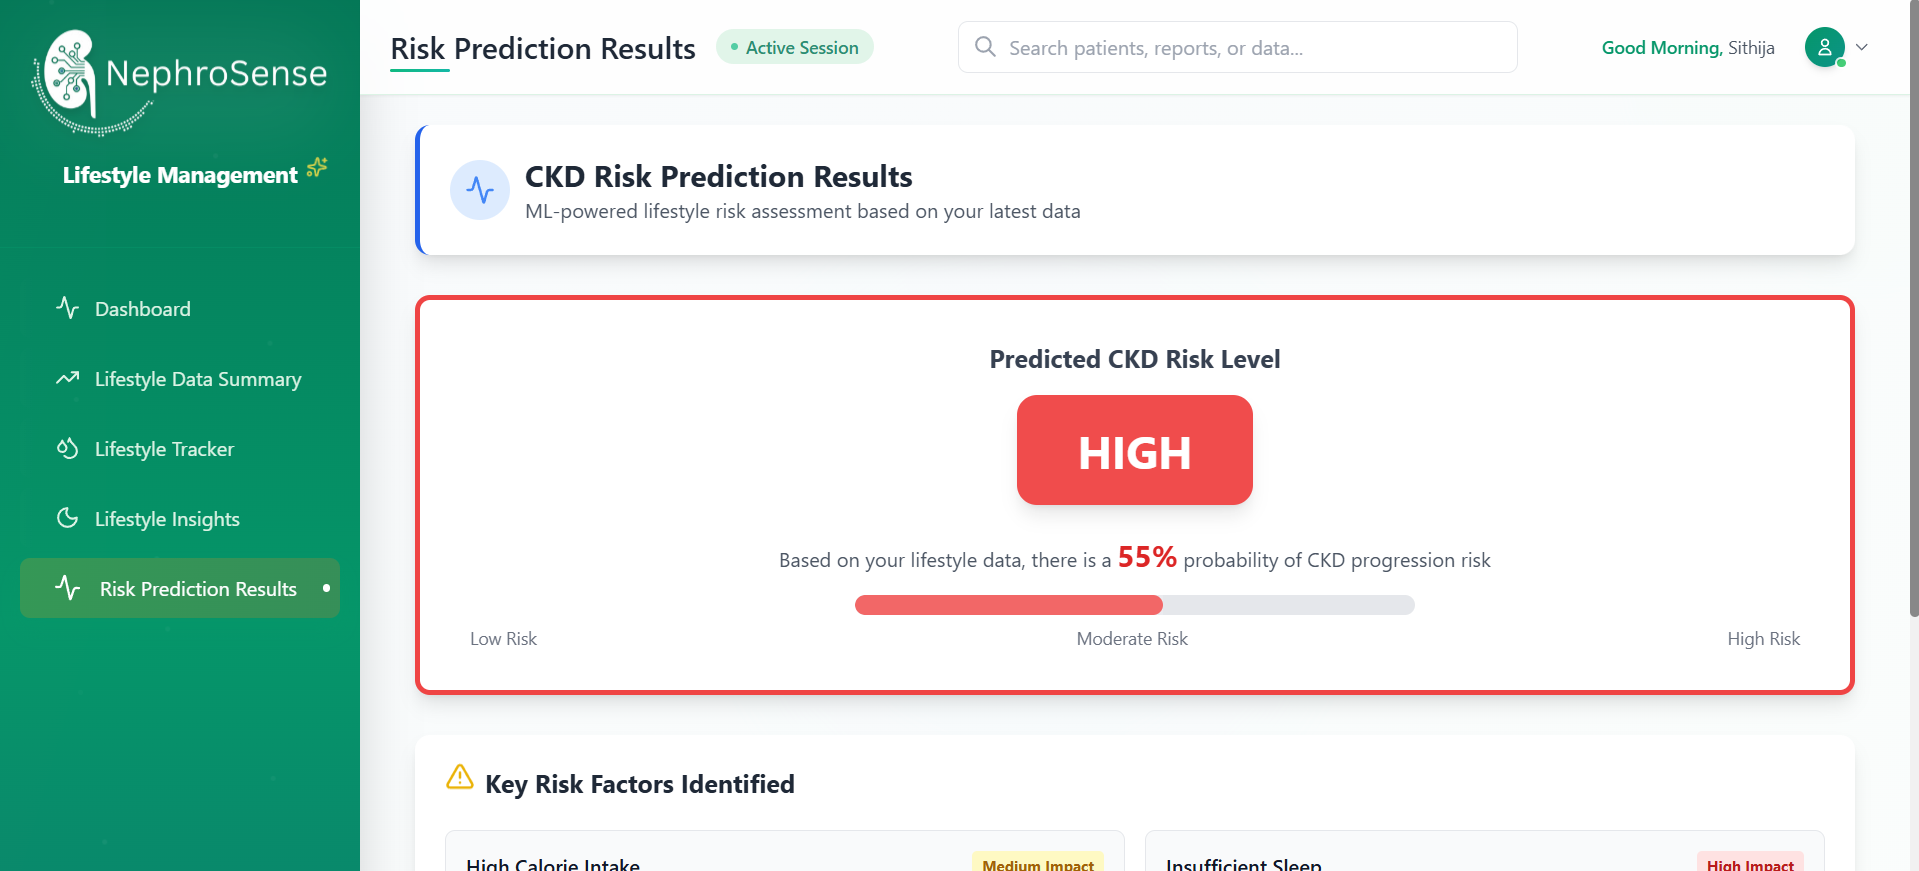 NephroSense
Lifestyle Management
Dashboard
Lifestyle Data Summary
Lifestyle Tracker
Lifestyle Insights
Risk Prediction Results
Risk Prediction Results
Active Session
Search patients, reports, or data...
Good Morning, Sithija
CKD Risk Prediction Results
ML-powered lifestyle risk assessment based on your latest data
Predicted CKD Risk Level
HIGH
Based on your lifestyle data, there is a 55% probability of CKD progression risk
Low Risk Moderate Risk High Risk
Key Risk Factors Identified
High Calorie Intake Medium Impact
Insufficient Sleep High Impact